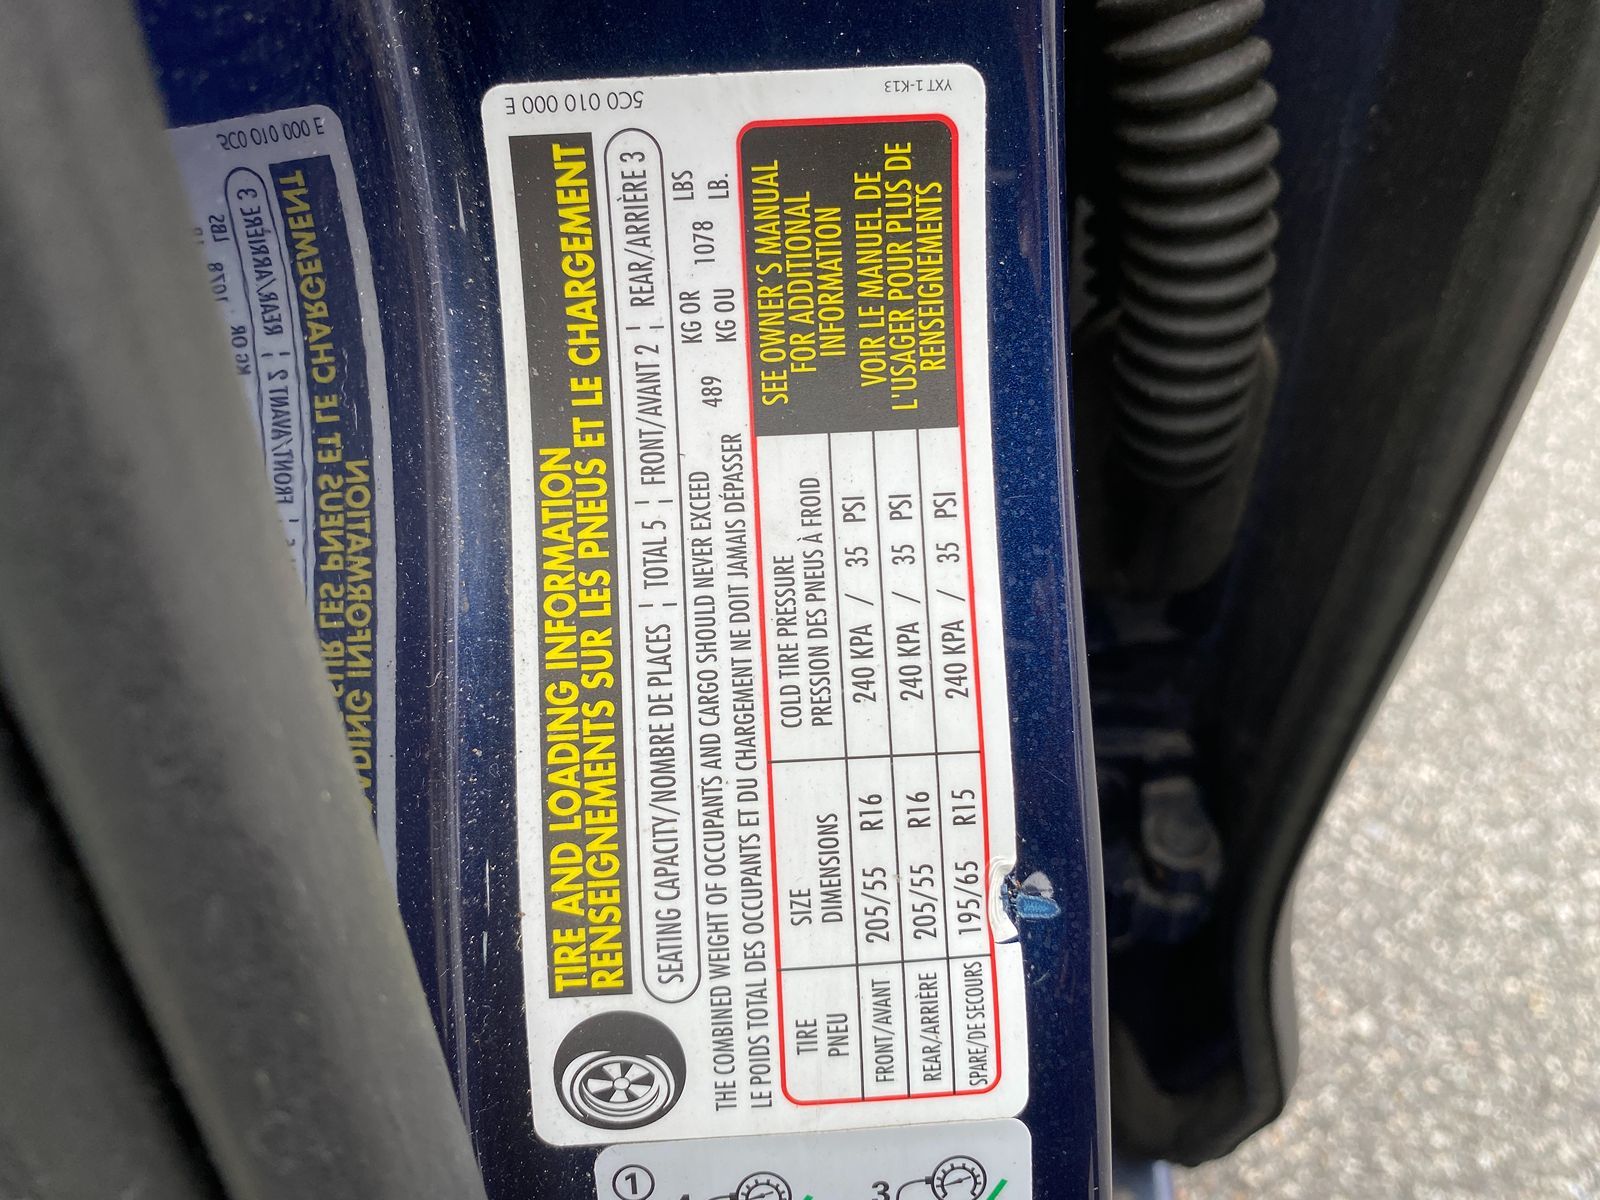 5C0 010 000 E
YXT 1-K13
TIRE AND LOADING INFORMATION
RENSEIGNEMENTS SUR LES PNEUS ET LE CHARGEMENT
SEATING CAPACITY/NOMBRE DE PLACES ¦ TOTAL 5 ¦ FRONT/AVANT 2 ¦ REAR/ARRIÈRE 3
THE COMBINED WEIGHT OF OCCUPANTS AND CARGO SHOULD NEVER EXCEED 489 KG OR 1078 LBS
LE POIDS TOTAL DES OCCUPANTS ET DU CHARGEMENT NE DOIT JAMAIS DÉPASSER KG OU LB.
TIRE SIZE COLD TIRE PRESSURE
PNEU DIMENSIONS PRESSION DES PNEUS À FROID
FRONT/AVANT 205/55 R16 240 KPA / 35 PSI
REAR/ARRIÈRE 205/55 R16 240 KPA / 35 PSI
SPARE/DE SECOURS 195/65 R15 240 KPA / 35 PSI
SEE OWNER'S MANUAL
FOR ADDITIONAL
INFORMATION
VOIR LE MANUEL DE
L'USAGER POUR PLUS DE
RENSEIGNEMENTS
1
3